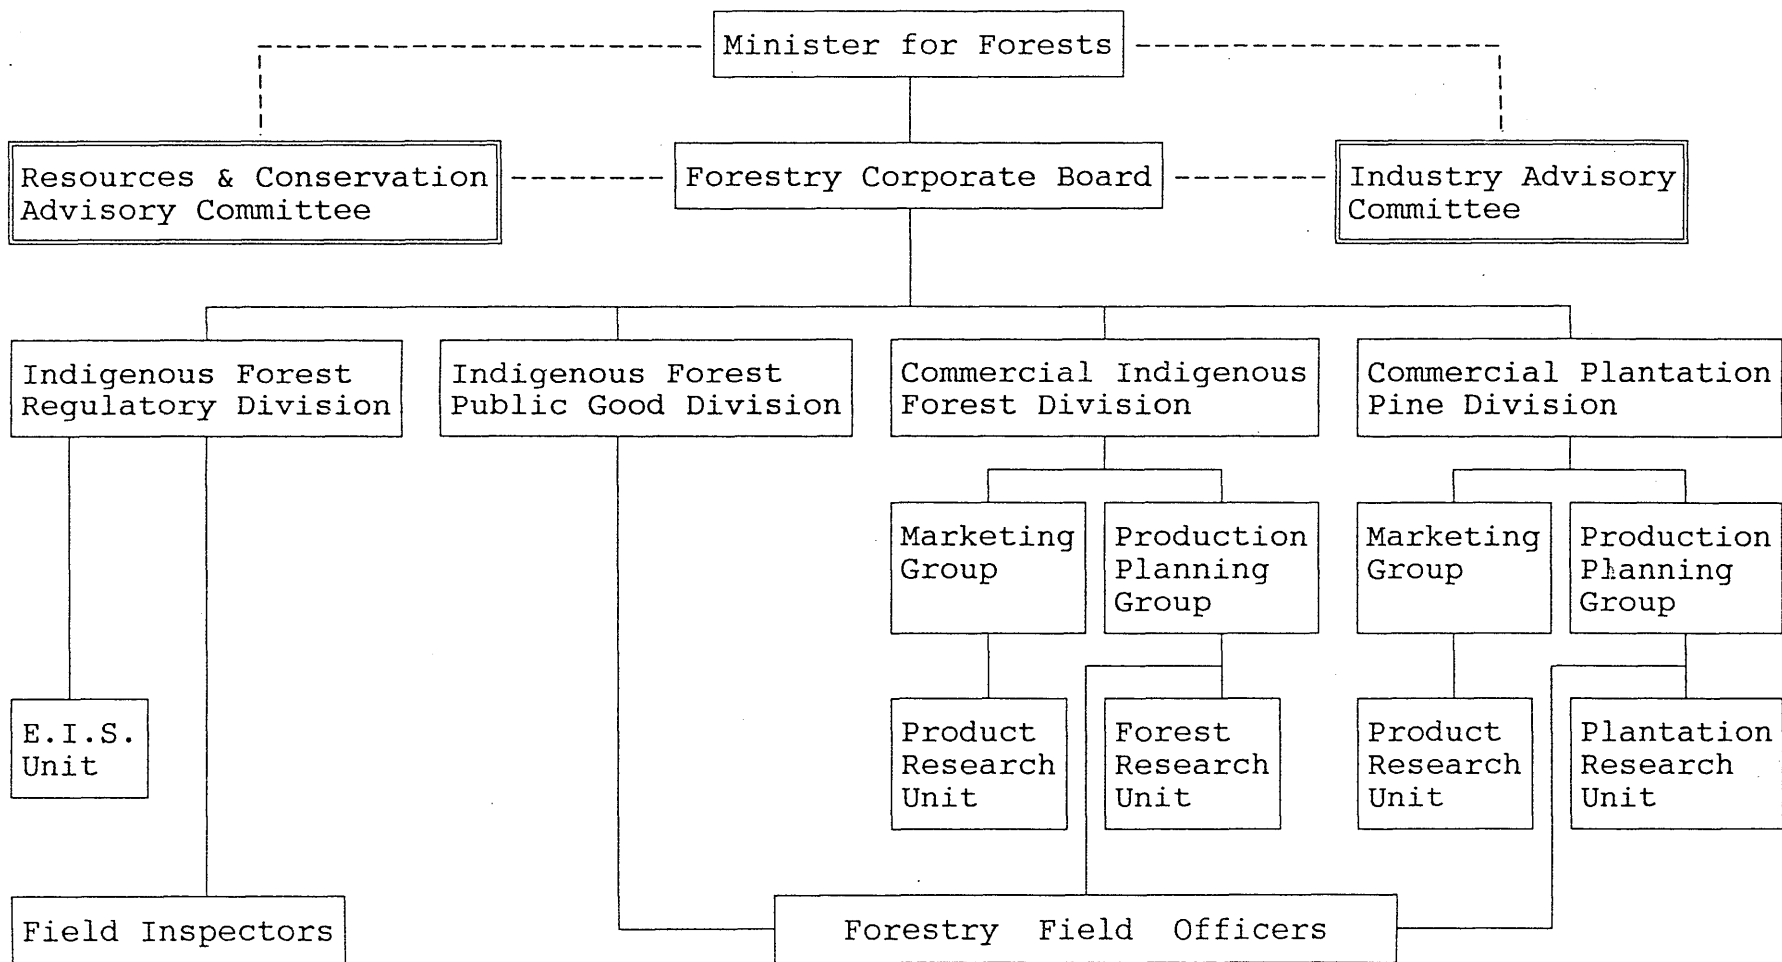 Minister for Forests
Resources & Conservation
Advisory Committee
Forestry Corporate Board
Industry Advisory
Committee
Indigenous Forest
Regulatory Division
Indigenous Forest
Public Good Division
Commercial Indigenous
Forest Division
Commercial Plantation
Pine Division
Marketing
Group
Production
Planning
Group
Marketing
Group
Production
Planning
Group
E.I.S.
Unit
Product
Research
Unit
Forest
Research
Unit
Product
Research
Unit
Plantation
Research
Unit
Field Inspectors
Forestry Field Officers